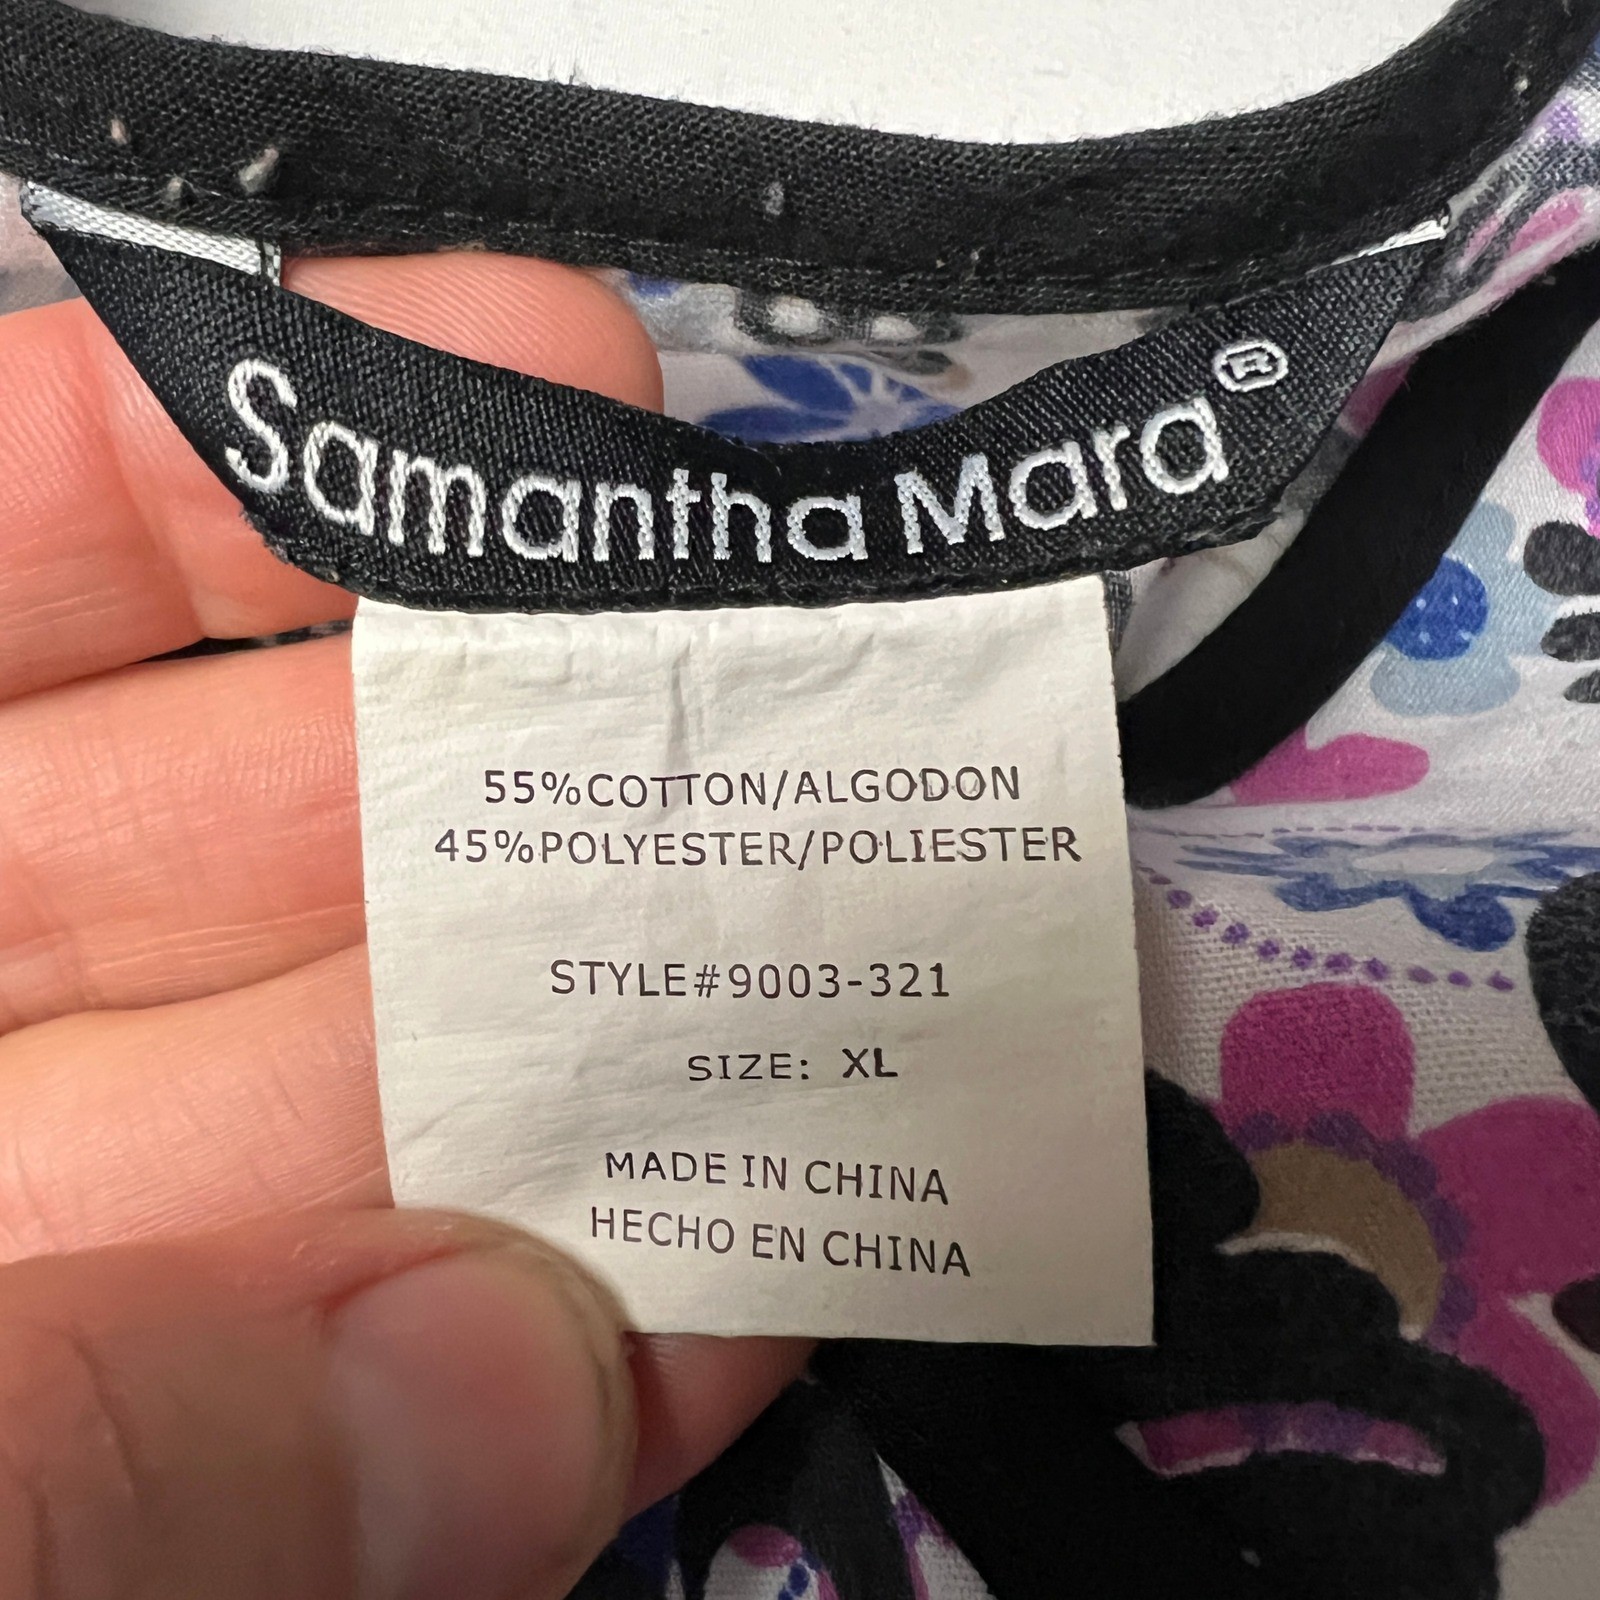 Samantha Mara®
55%COTTON/ALGODON
45%POLYESTER/POLIESTER
STYLE#9003-321
SIZE: XL
MADE IN CHINA
HECHO EN CHINA